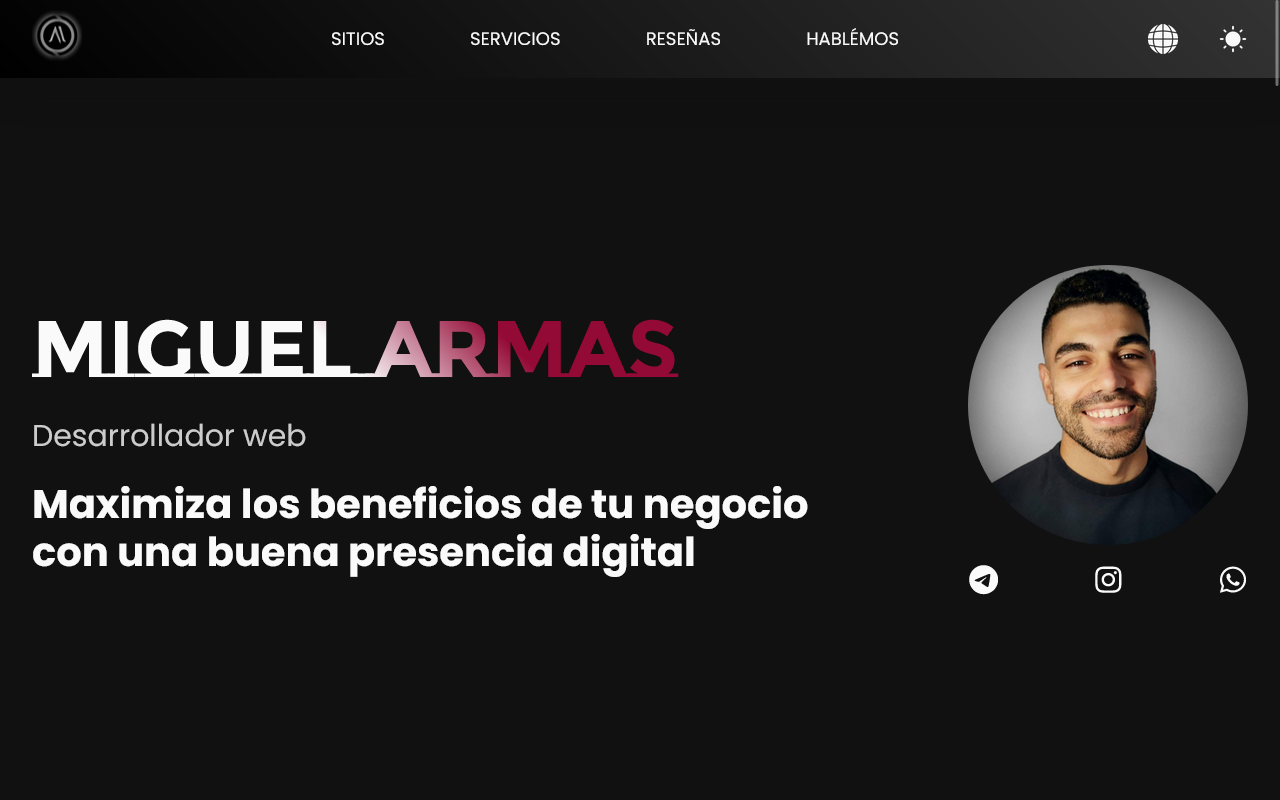 SITIOS
SERVICIOS
RESEÑAS
HABLÉMOS
MIGUEL ARMAS
Desarrollador web
Maximiza los beneficios de tu negocio
con una buena presencia digital